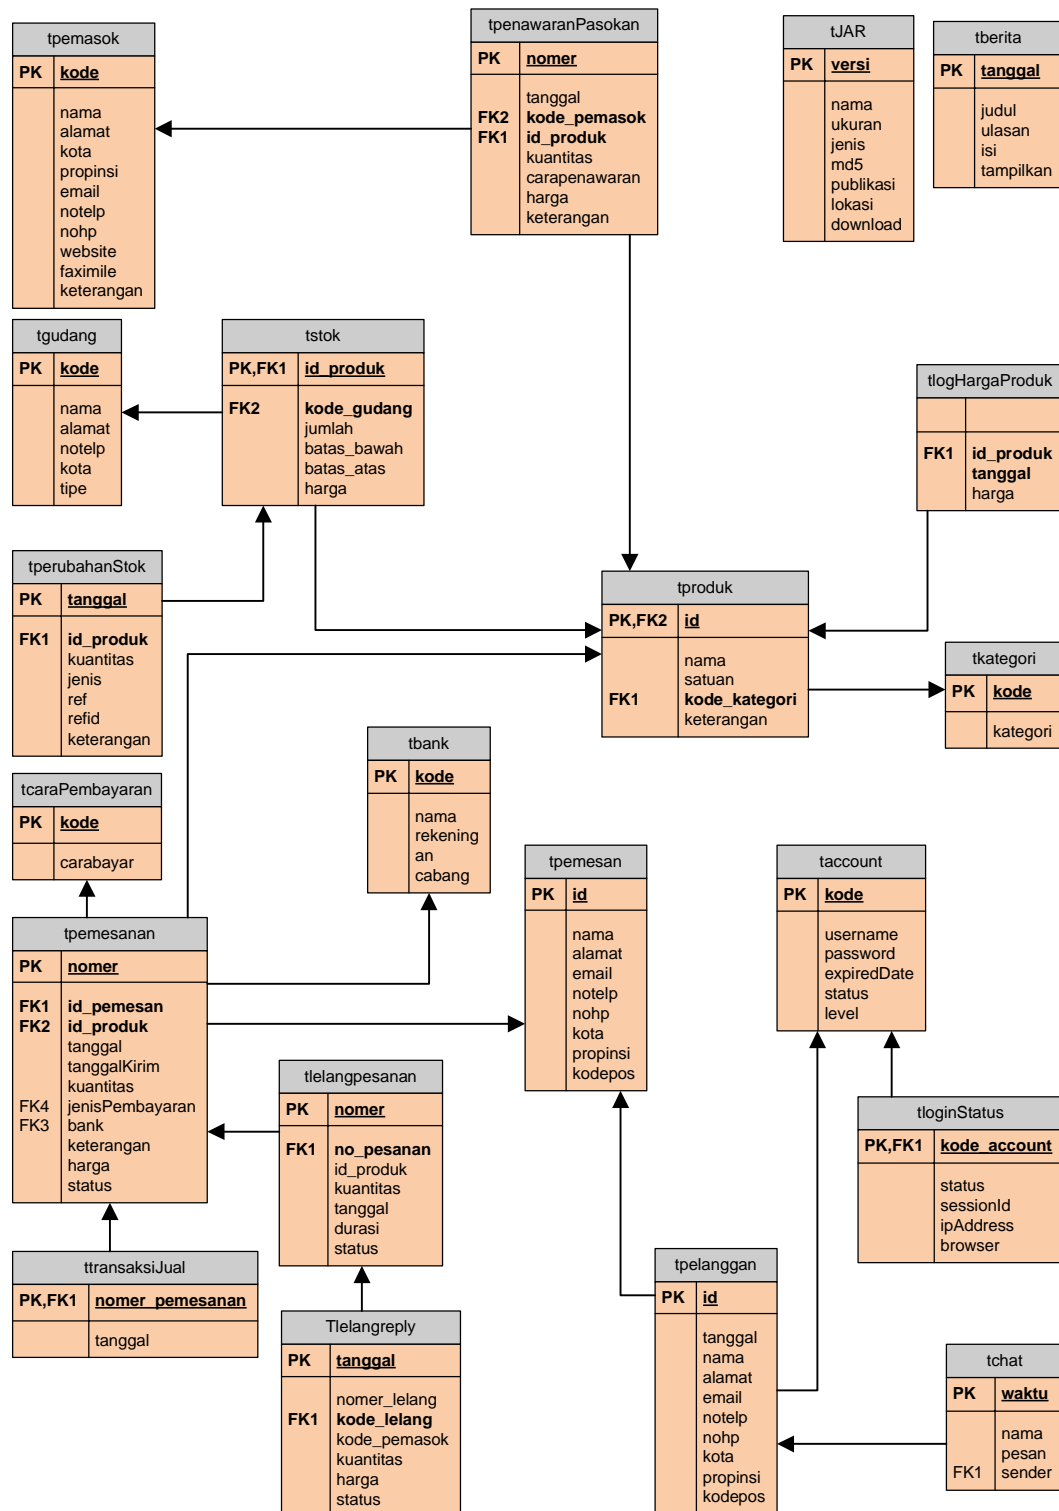 tpemasok
PK kode
nama
alamat
kota
propinsi
email
notelp
nohp
website
faximile
keterangan
tpenawaranPasokan
PK nomer
tanggal
FK2 kode_pemasok
FK1 id_produk
kuantitas
carapenawaran
harga
keterangan
tJAR
PK versi
nama
ukuran
jenis
md5
publikasi
lokasi
download
tberita
PK tanggal
judul
ulasan
isi
tampilkan
tgudang
PK kode
nama
alamat
notelp
kota
tipe
tstok
PK,FK1 id_produk
FK2 kode_gudang
jumlah
batas_bawah
batas_atas
harga
tlogHargaProduk
FK1 id_produk
tanggal
harga
tperubahanStok
PK tanggal
FK1 id_produk
kuantitas
jenis
ref
refid
keterangan
tproduk
PK,FK2 id
nama
satuan
FK1 kode_kategori
keterangan
tkategori
PK kode
kategori
tbank
PK kode
nama
rekening
an
cabang
tcaraPembayaran
PK kode
carabayar
tpemesan
PK id
nama
alamat
email
notelp
nohp
kota
propinsi
kodepos
taccount
PK kode
username
password
expiredDate
status
level
tpemesanan
PK nomer
FK1 id_pemesan
FK2 id_produk
tanggal
tanggalKirim
kuantitas
FK4 jenisPembayaran
FK3 bank
keterangan
harga
status
tlelangpesanan
PK nomer
FK1 no_pesanan
id_produk
kuantitas
tanggal
durasi
status
tloginStatus
PK,FK1 kode_account
status
sessionId
ipAddress
browser
ttransaksiJual
PK,FK1 nomer_pemesanan
tanggal
Tlelangreply
PK tanggal
nomer_lelang
FK1 kode_lelang
kode_pemasok
kuantitas
harga
status
tpelanggan
PK id
tanggal
nama
alamat
email
notelp
nohp
kota
propinsi
kodepos
tchat
PK waktu
nama
pesan
FK1 sender